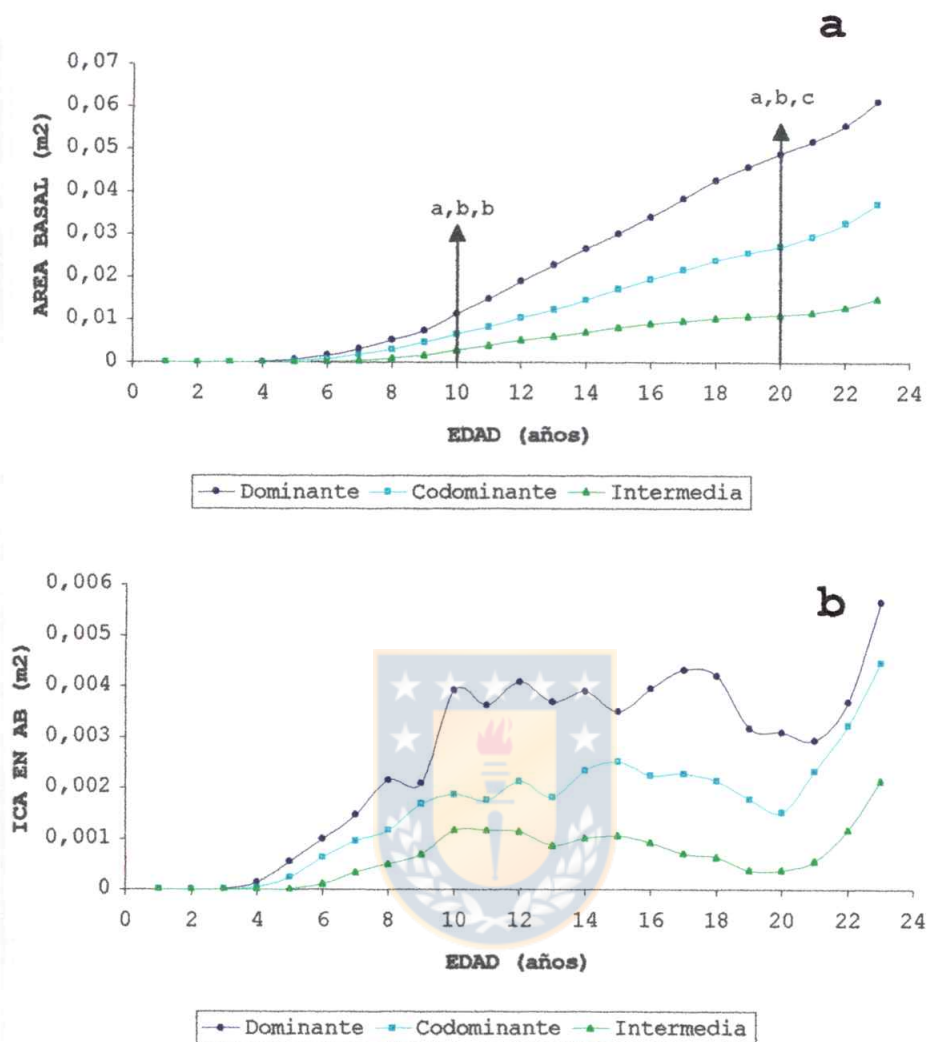 a
AREA BASAL (m2)
0,07
0,06
0,05
0,04
0,03
0,02
0,01
0
a,b,b
a,b,c
0 2 4 6 8 10 12 14 16 18 20 22 24
EDAD (años)
Dominante Codominante Intermedia
b
ICA EN AB (m2)
0,006
0,005
0,004
0,003
0,002
0,001
0
0 2 4 6 8 10 12 14 16 18 20 22 24
EDAD (años)
Dominante Codominante Intermedia